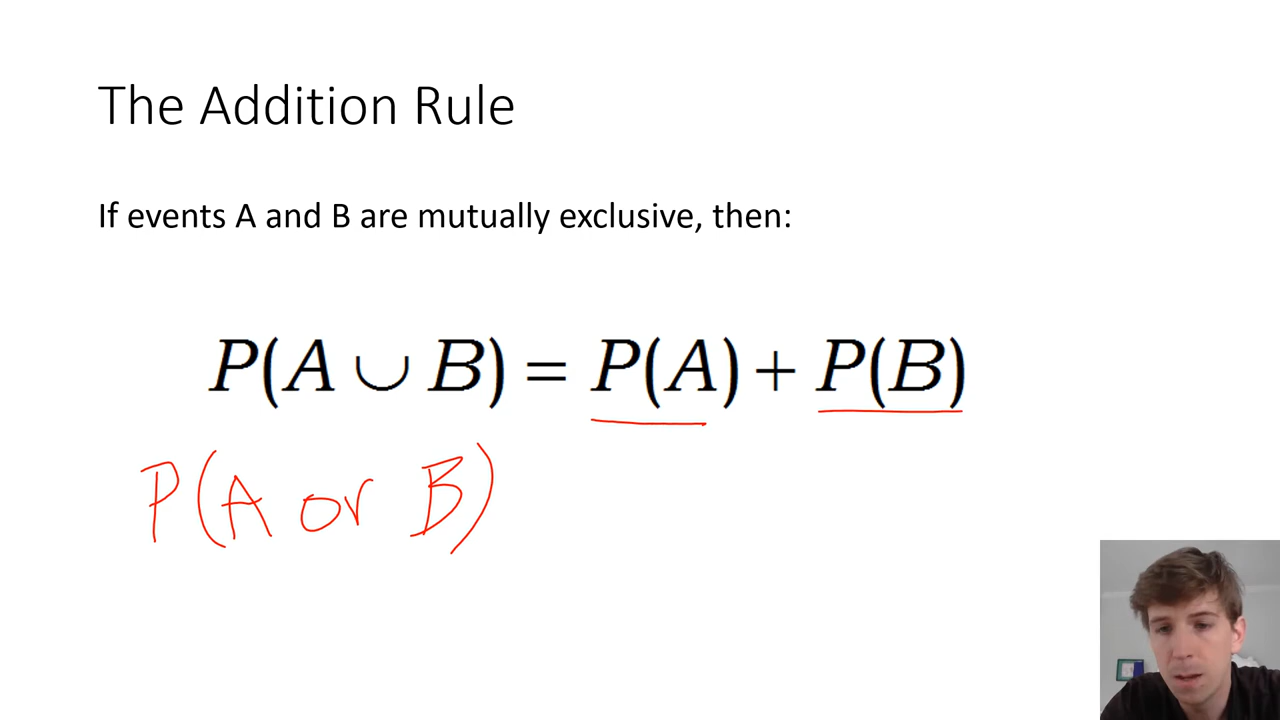 The Addition Rule
If events A and B are mutually exclusive, then:
P(A ∪ B) = P(A) + P(B)
P(A or B)